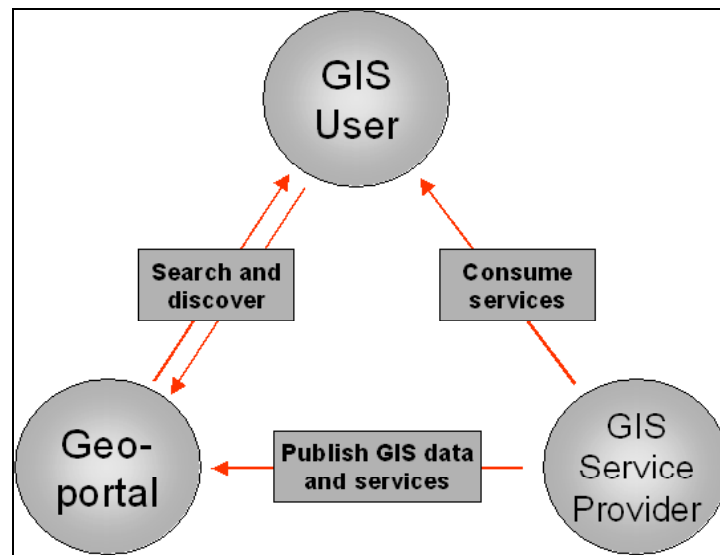 GIS
User
Search and
discover
Consume
services
Geo-
portal
Publish GIS data
and services
GIS
Service
Provider